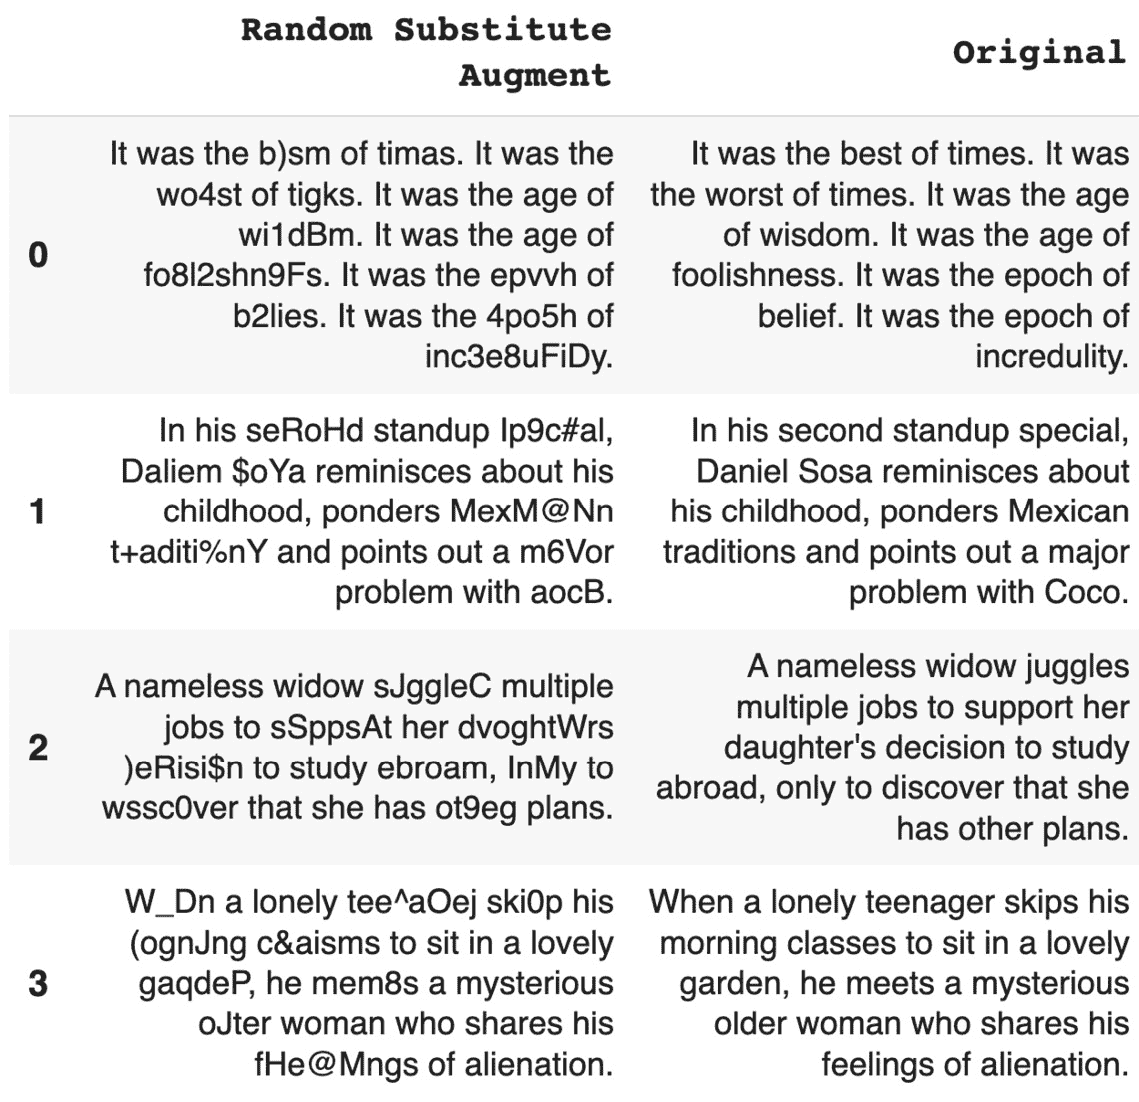 Random Substitute Augment
Original
0
It was the b)sm of timas. It was the
wo4st of tigks. It was the age of
wi1dBm. It was the age of
fo8l2shn9Fs. It was the epvvh of
b2lies. It was the 4po5h of
inc3e8uFiDy.
It was the best of times. It was
the worst of times. It was the age
of wisdom. It was the age of
foolishness. It was the epoch of
belief. It was the epoch of
incredulity.
1
In his seRoHd standup Ip9c#al,
Daliem $oYa reminisces about his
childhood, ponders MexM@Nn
t+aditi%nY and points out a m6Vor
problem with aocB.
In his second standup special,
Daniel Sosa reminisces about
his childhood, ponders Mexican
traditions and points out a major
problem with Coco.
2
A nameless widow sJggleC multiple
jobs to sSppsAt her dvoghtWrs
)eRisi$n to study ebroam, InMy to
wssc0ver that she has ot9eg plans.
A nameless widow juggles
multiple jobs to support her
daughter's decision to study
abroad, only to discover that she
has other plans.
3
W_Dn a lonely tee^aOej ski0p his
(ognJng c&aisms to sit in a lovely
gaqdeP, he mem8s a mysterious
oJter woman who shares his
fHe@Mngs of alienation.
When a lonely teenager skips his
morning classes to sit in a lovely
garden, he meets a mysterious
older woman who shares his
feelings of alienation.